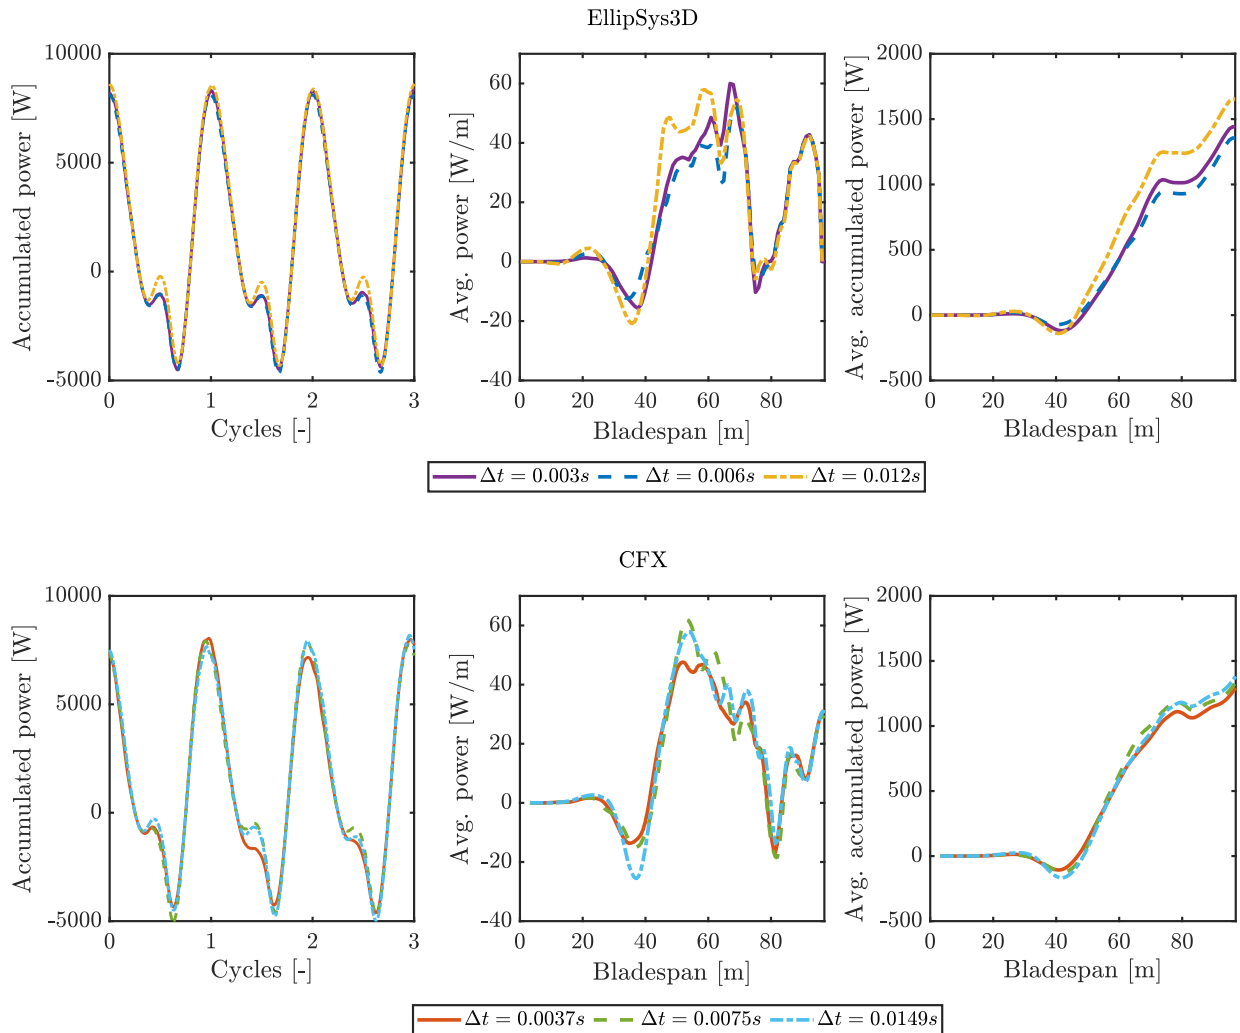 EllipSys3D
Accumulated power [W]
10000
5000
0
-5000
0 1 2 3
Cycles [-]
Avg. power [W/m]
60
40
20
0
-20
-40
0 20 40 60 80
Bladespan [m]
Avg. accumulated power [W]
2000
1500
1000
500
0
-500
0 20 40 60 80
Bladespan [m]
Δt = 0.003s Δt = 0.006s Δt = 0.012s
CFX
Accumulated power [W]
10000
5000
0
-5000
0 1 2 3
Cycles [-]
Avg. power [W/m]
60
40
20
0
-20
-40
0 20 40 60 80
Bladespan [m]
Avg. accumulated power [W]
2000
1500
1000
500
0
-500
0 20 40 60 80
Bladespan [m]
Δt = 0.0037s Δt = 0.0075s Δt = 0.0149s